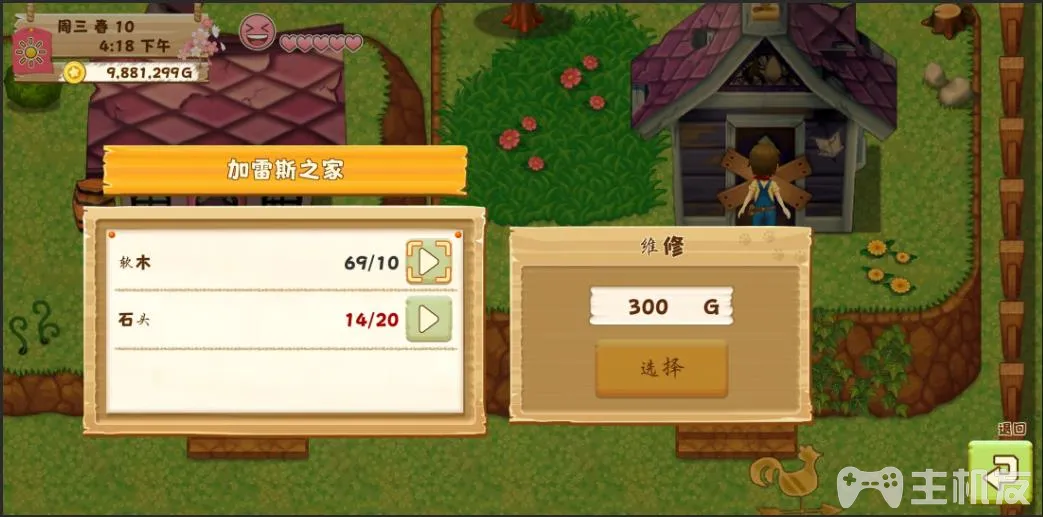 周三 春 10
4:18 下午
9,881,299G
加雷斯之家
软木 69/10
石头 14/20
维修
300 G
选择
退回
主机友